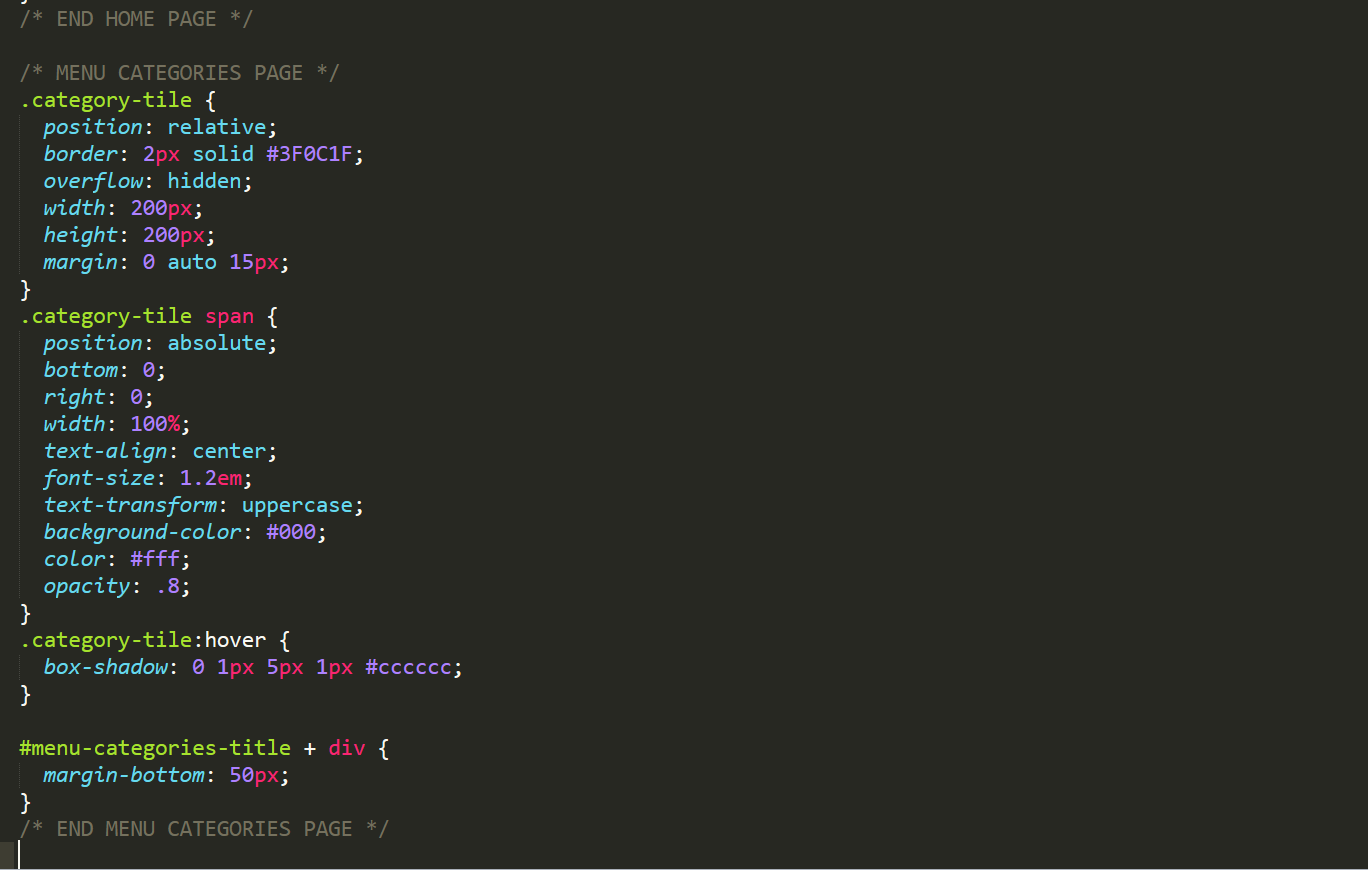 /* END HOME PAGE */
/* MENU CATEGORIES PAGE */
.category-tile {
position: relative;
border: 2px solid #3F0C1F;
overflow: hidden;
width: 200px;
height: 200px;
margin: 0 auto 15px;
}
.category-tile span {
position: absolute;
bottom: 0;
right: 0;
width: 100%;
text-align: center;
font-size: 1.2em;
text-transform: uppercase;
background-color: #000;
color: #fff;
opacity: .8;
}
.category-tile:hover {
box-shadow: 0 1px 5px 1px #cccccc;
}
#menu-categories-title + div {
margin-bottom: 50px;
}
/* END MENU CATEGORIES PAGE */